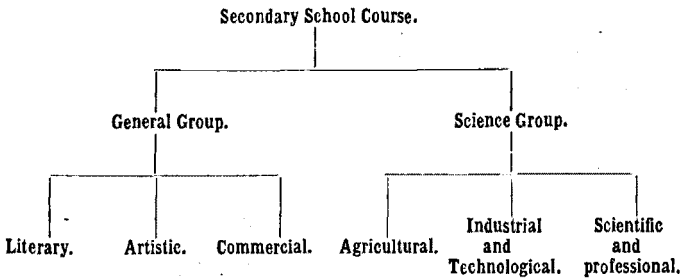 Secondary School Course.
General Group.
Science Group.
Literary.
Artistic.
Commercial.
Agricultural.
Industrial
and
Technological.
Scientific
and
professional.